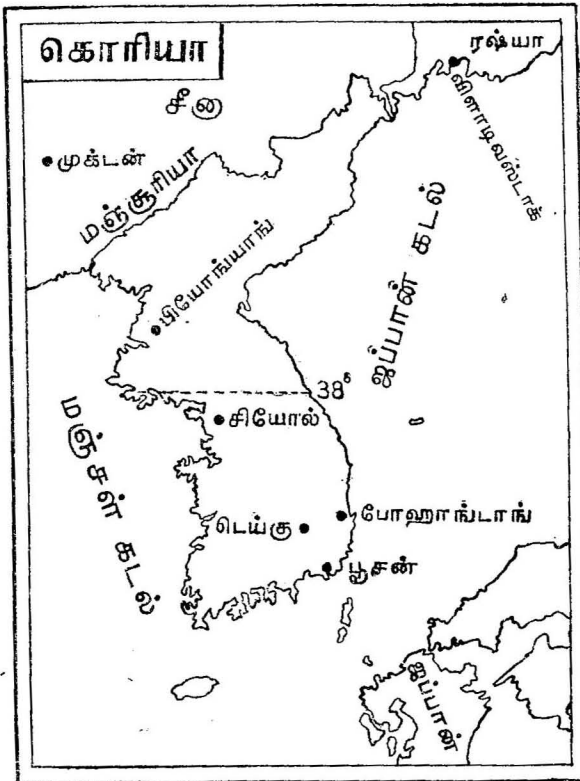 கொரியா
ரஷ்யா
சீன
விளாடிவஸ்டாக்
முக்டன்
மஞ்சூரியா
பியோங்யாங்
ஜப்பான் கடல்
38°
மஞ்சள் கடல்
சியோல்
போஹாங்டாங்
டெய்கு
பூசன்
ஜப்பான்